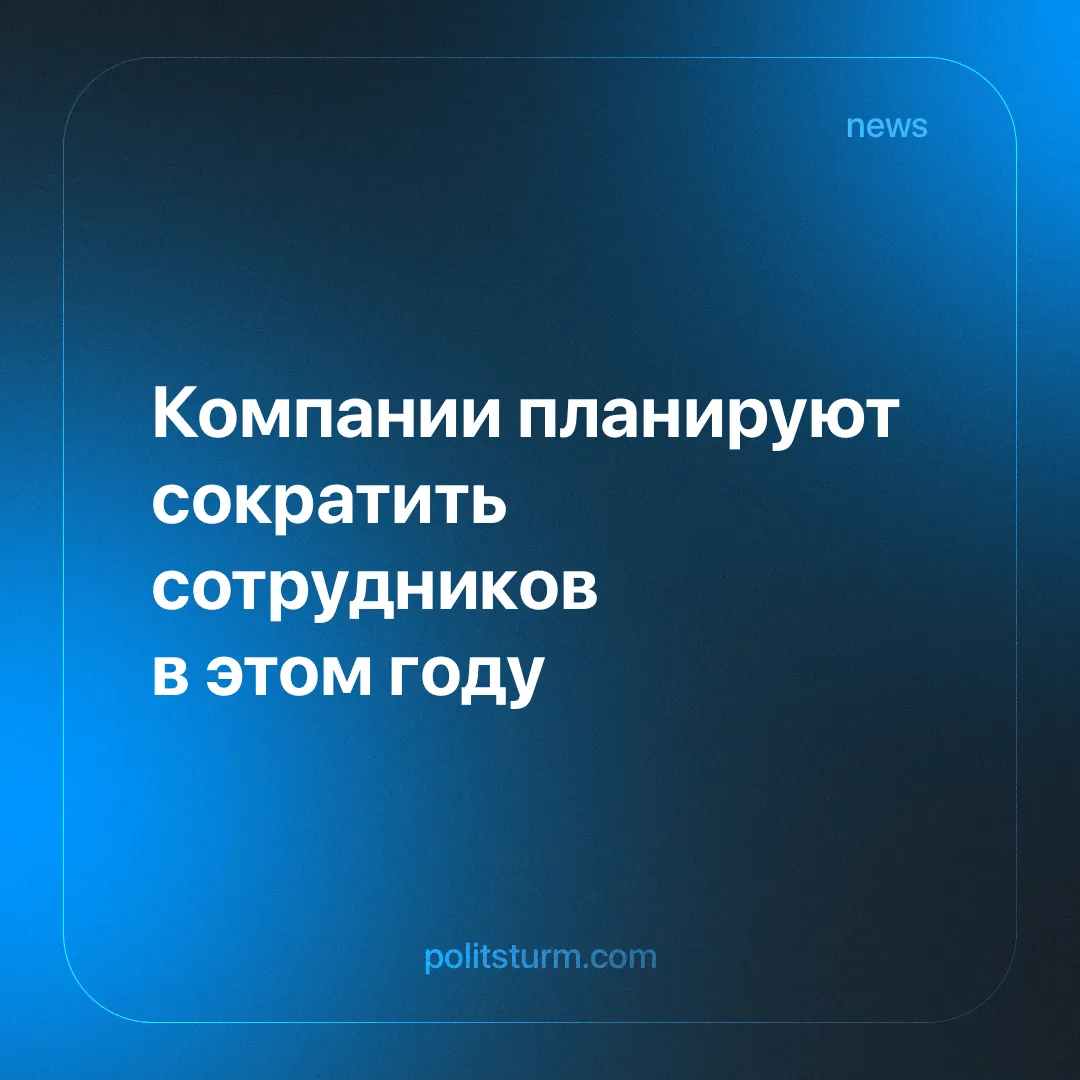 news
Компании планируют
сократить
сотрудников
в этом году
politsturm.com